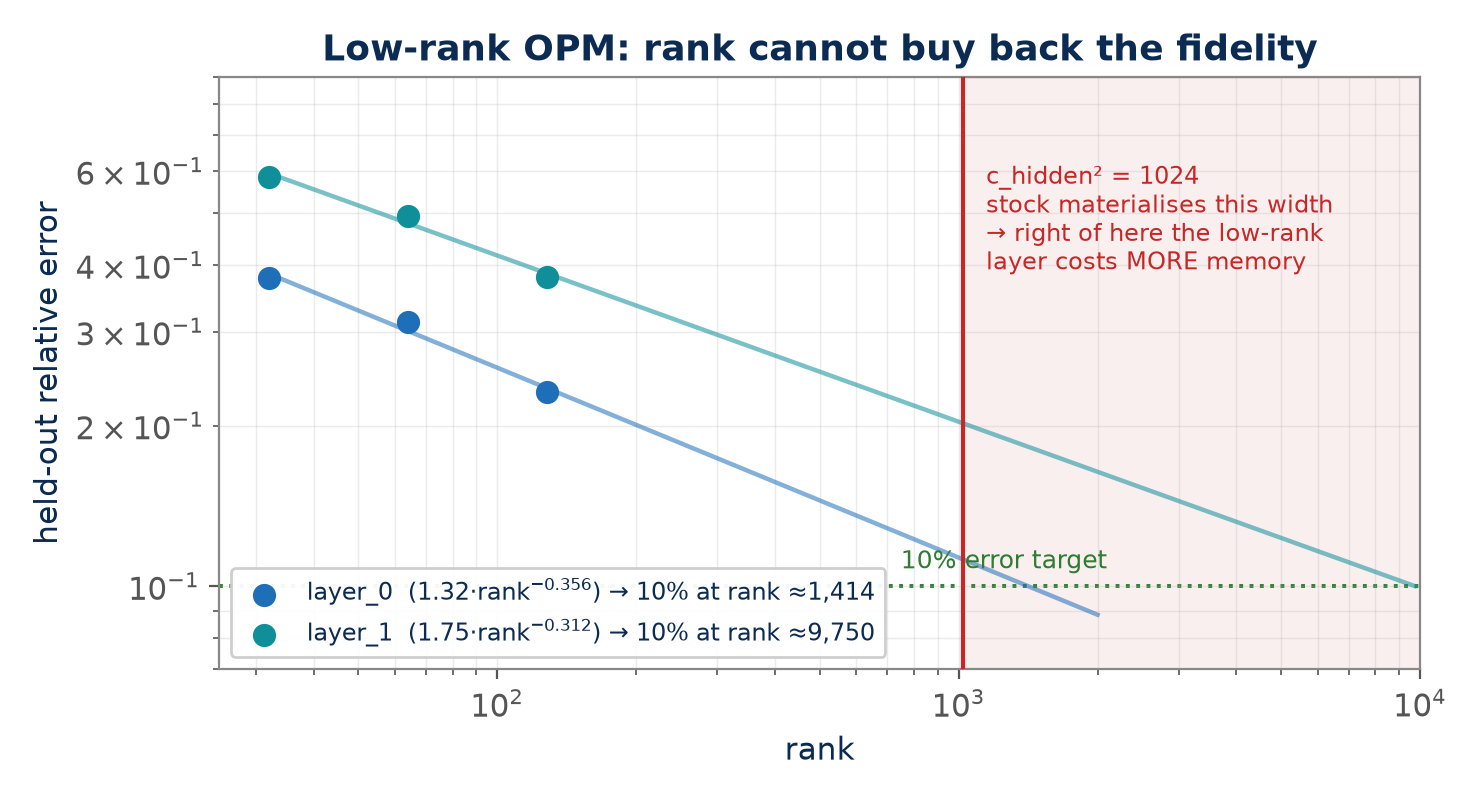 Low-rank OPM: rank cannot buy back the fidelity
held-out relative error
6 × 10⁻¹
4 × 10⁻¹
3 × 10⁻¹
2 × 10⁻¹
10⁻¹
c_hidden² = 1024
stock materialises this width
→ right of here the low-rank
layer costs MORE memory
10% error target
layer_0 (1.32·rank⁻⁰·³⁵⁶) → 10% at rank ≈1,414
layer_1 (1.75·rank⁻⁰·³¹²) → 10% at rank ≈9,750
10² 10³ 10⁴
rank